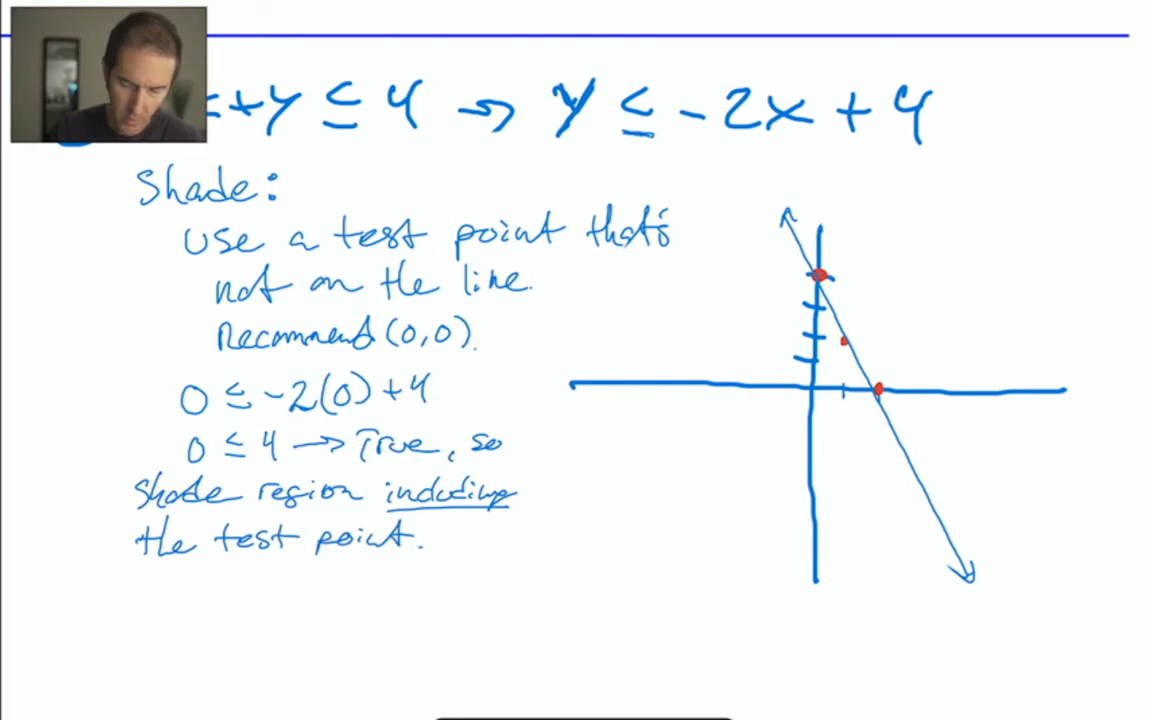 +y ≤ 4 → y ≤ -2x + 4
Shade:
Use a test point that's
not on the line.
Recommend (0,0).
0 ≤ -2(0) + 4
0 ≤ 4 → True, so
Shade region including
the test point.